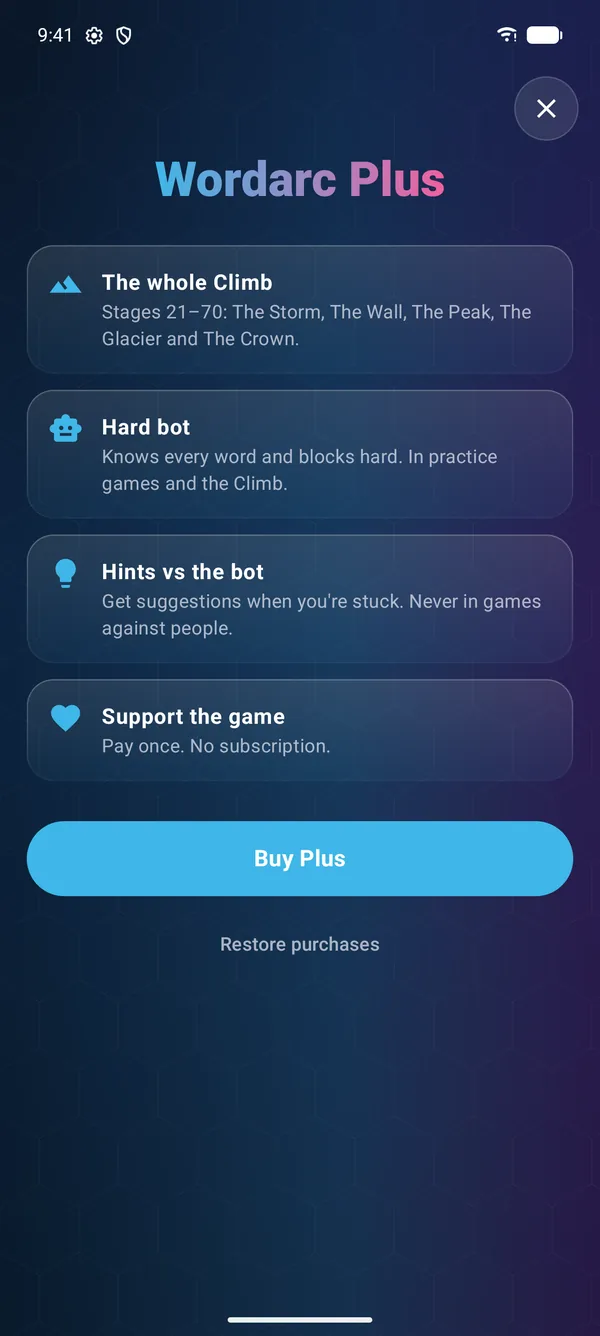 9:41
Wordarc Plus
The whole Climb
Stages 21–70: The Storm, The Wall, The Peak, The
Glacier and The Crown.
Hard bot
Knows every word and blocks hard. In practice
games and the Climb.
Hints vs the bot
Get suggestions when you're stuck. Never in games
against people.
Support the game
Pay once. No subscription.
Buy Plus
Restore purchases